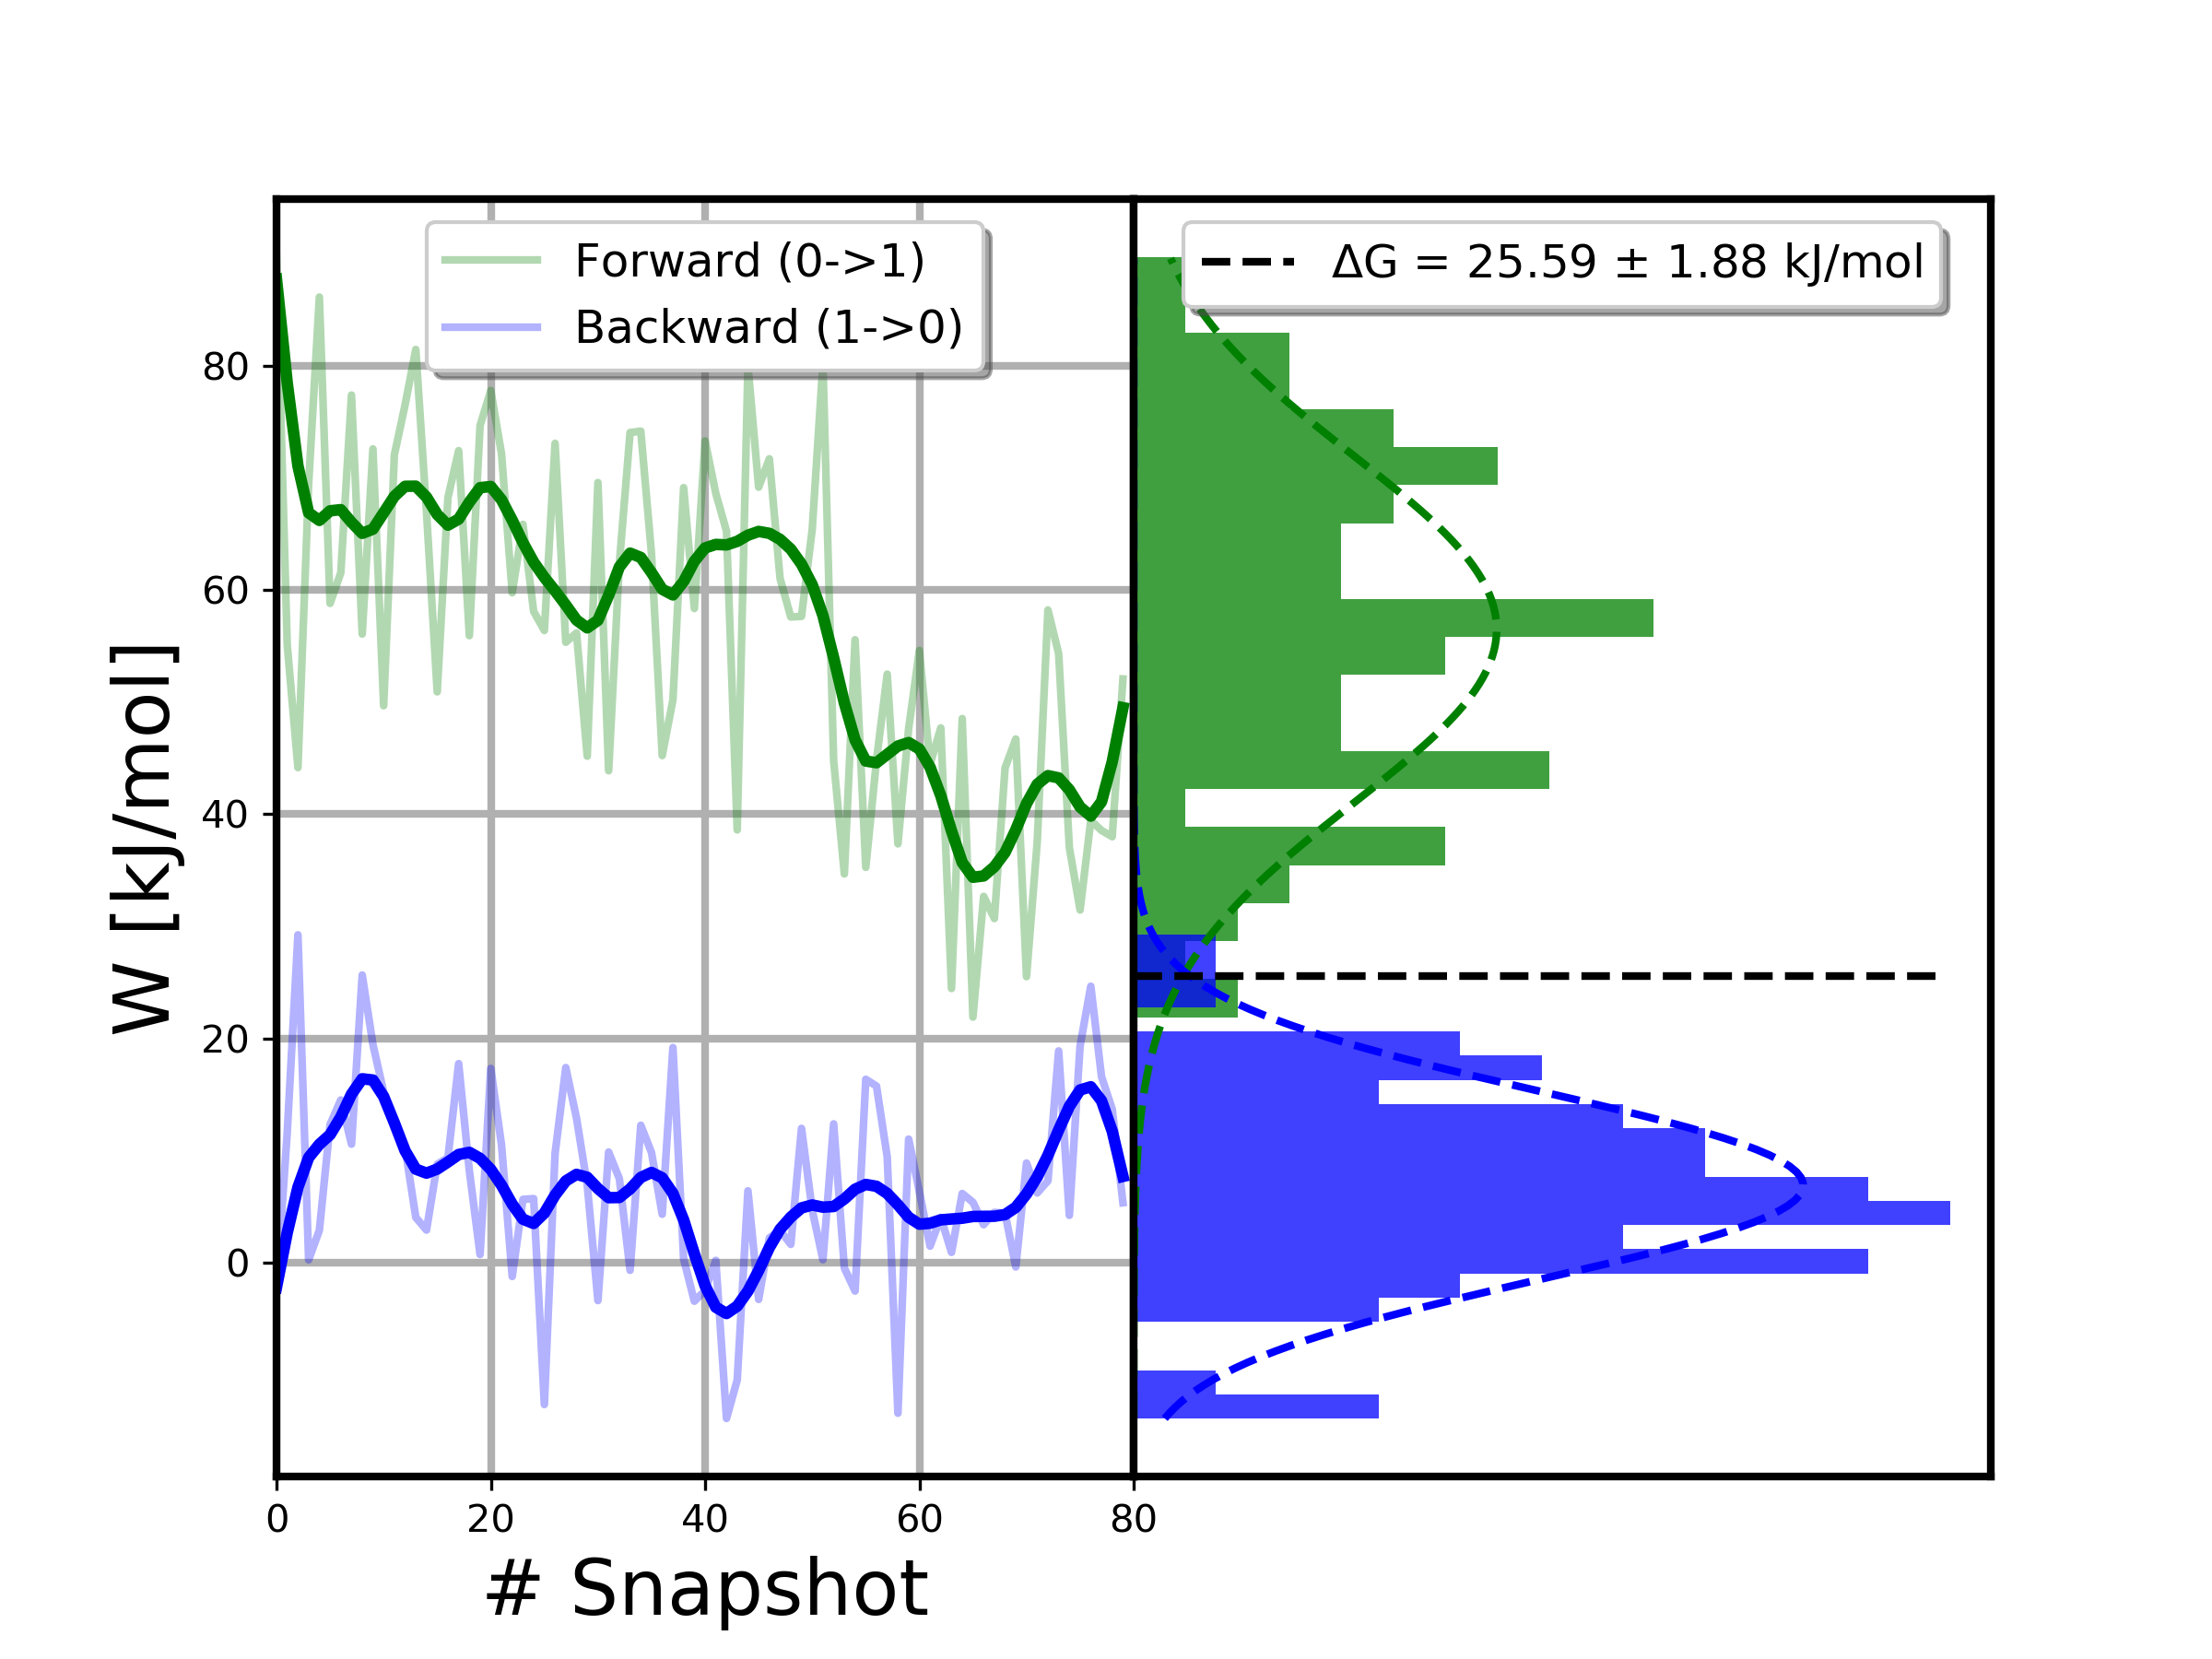 Forward (0->1)
Backward (1->0)
ΔG = 25.59 ± 1.88 kJ/mol
W [kJ/mol]
80
60
40
20
0
0 20 40 60 80
# Snapshot